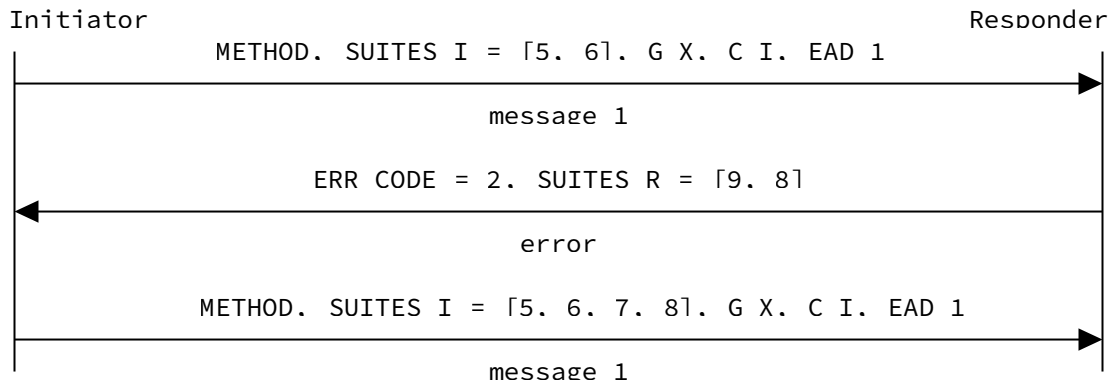 Initiator Responder
METHOD, SUITES I = [5, 6], G X, C I, EAD 1
message 1
ERR CODE = 2, SUITES R = [9, 8]
error
METHOD, SUITES I = [5, 6, 7, 8], G X, C I, EAD 1
message 1